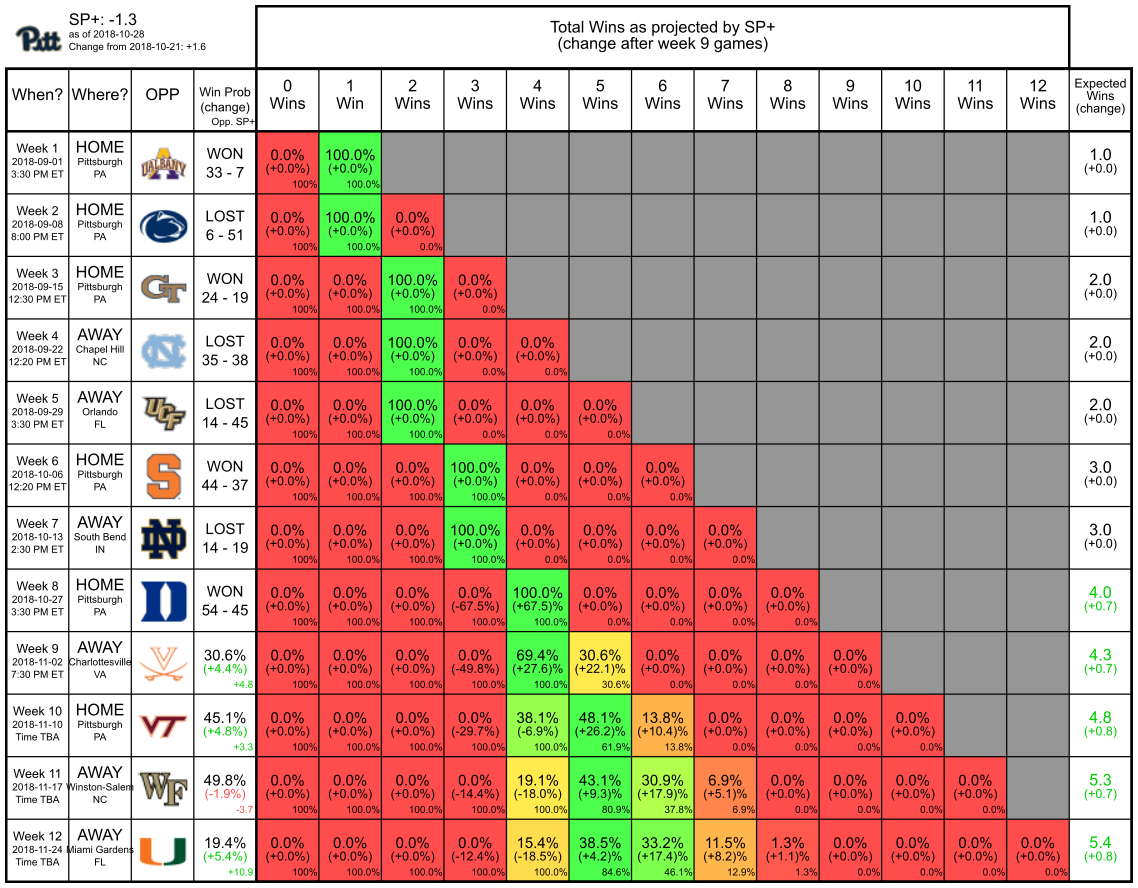 Pitt
SP+: -1.3
as of 2018-10-28
Change from 2018-10-21: +1.6
Total Wins as projected by SP+
(change after week 9 games)
When? Where? OPP Win Prob (change) Opp. SP+ 0 Wins 1 Win 2 Wins 3 Wins 4 Wins 5 Wins 6 Wins 7 Wins 8 Wins 9 Wins 10 Wins 11 Wins 12 Wins Expected Wins (change)
Week 1 HOME UALBANY WON 0.0% 100.0% 1.0
2018-09-01 Pittsburgh 33 - 7 (+0.0%) (+0.0%) (+0.0)
3:30 PM ET PA 100% 100.0%
Week 2 HOME LOST 0.0% 100.0% 0.0% 1.0
2018-09-08 Pittsburgh 6 - 51 (+0.0%) (+0.0%) (+0.0%) (+0.0)
8:00 PM ET PA 100% 100.0% 0.0%
Week 3 HOME GT WON 0.0% 0.0% 100.0% 0.0% 2.0
2018-09-15 Pittsburgh 24 - 19 (+0.0%) (+0.0%) (+0.0%) (+0.0%) (+0.0)
12:30 PM ET PA 100% 100.0% 100.0% 0.0%
Week 4 AWAY NC LOST 0.0% 0.0% 100.0% 0.0% 0.0% 2.0
2018-09-22 Chapel Hill 35 - 38 (+0.0%) (+0.0%) (+0.0%) (+0.0%) (+0.0%) (+0.0)
12:20 PM ET NC 100% 100.0% 100.0% 0.0% 0.0%
Week 5 AWAY UCF LOST 0.0% 0.0% 100.0% 0.0% 0.0% 0.0% 2.0
2018-09-29 Orlando 14 - 45 (+0.0%) (+0.0%) (+0.0%) (+0.0%) (+0.0%) (+0.0%) (+0.0)
3:30 PM ET FL 100% 100.0% 100.0% 0.0% 0.0% 0.0%
Week 6 HOME S WON 0.0% 0.0% 0.0% 100.0% 0.0% 0.0% 0.0% 3.0
2018-10-06 Pittsburgh 44 - 37 (+0.0%) (+0.0%) (+0.0%) (+0.0%) (+0.0%) (+0.0%) (+0.0%) (+0.0)
12:20 PM ET PA 100% 100.0% 100.0% 100.0% 0.0% 0.0% 0.0%
Week 7 AWAY ND LOST 0.0% 0.0% 0.0% 100.0% 0.0% 0.0% 0.0% 0.0% 3.0
2018-10-13 South Bend 14 - 19 (+0.0%) (+0.0%) (+0.0%) (+0.0%) (+0.0%) (+0.0%) (+0.0%) (+0.0%) (+0.0)
2:30 PM ET IN 100% 100.0% 100.0% 100.0% 0.0% 0.0% 0.0% 0.0%
Week 8 HOME D WON 0.0% 0.0% 0.0% 0.0% 100.0% 0.0% 0.0% 0.0% 0.0% 4.0
2018-10-27 Pittsburgh 54 - 45 (+0.0%) (+0.0%) (+0.0%) (-67.5%) (+67.5)% (+0.0%) (+0.0%) (+0.0%) (+0.0%) (+0.7)
3:30 PM ET PA 100% 100.0% 100.0% 100.0% 100.0% 0.0% 0.0% 0.0% 0.0%
Week 9 AWAY V 30.6% 0.0% 0.0% 0.0% 0.0% 69.4% 30.6% 0.0% 0.0% 0.0% 0.0% 4.3
2018-11-02 Charlottesville (+4.4%) (+0.0%) (+0.0%) (+0.0%) (-49.8%) (+27.6)% (+22.1)% (+0.0%) (+0.0%) (+0.0%) (+0.0%) (+0.7)
7:30 PM ET VA +4.8 100% 100.0% 100.0% 100.0% 100.0% 30.6% 0.0% 0.0% 0.0% 0.0%
Week 10 HOME VT 45.1% 0.0% 0.0% 0.0% 0.0% 38.1% 48.1% 13.8% 0.0% 0.0% 0.0% 0.0% 4.8
2018-11-10 Pittsburgh (+4.8%) (+0.0%) (+0.0%) (+0.0%) (-29.7%) (-6.9%) (+26.2)% (+10.4)% (+0.0%) (+0.0%) (+0.0%) (+0.0%) (+0.8)
Time TBA PA +3.3 100% 100.0% 100.0% 100.0% 100.0% 61.9% 13.8% 0.0% 0.0% 0.0% 0.0%
Week 11 AWAY WF 49.8% 0.0% 0.0% 0.0% 0.0% 19.1% 43.1% 30.9% 6.9% 0.0% 0.0% 0.0% 0.0% 5.3
2018-11-17 Winston-Salem (-1.9%) (+0.0%) (+0.0%) (+0.0%) (-14.4%) (-18.0%) (+9.3)% (+17.9)% (+5.1)% (+0.0%) (+0.0%) (+0.0%) (+0.0%) (+0.7)
Time TBA NC -3.7 100% 100.0% 100.0% 100.0% 100.0% 80.9% 37.8% 6.9% 0.0% 0.0% 0.0% 0.0%
Week 12 AWAY U 19.4% 0.0% 0.0% 0.0% 0.0% 15.4% 38.5% 33.2% 11.5% 1.3% 0.0% 0.0% 0.0% 0.0% 5.4
2018-11-24 Miami Gardens (+5.4%) (+0.0%) (+0.0%) (+0.0%) (-12.4%) (-18.5%) (+4.2)% (+17.4)% (+8.2)% (+1.1)% (+0.0%) (+0.0%) (+0.0%) (+0.0%) (+0.8)
Time TBA FL +10.9 100% 100.0% 100.0% 100.0% 100.0% 84.6% 46.1% 12.9% 1.3% 0.0% 0.0% 0.0% 0.0%